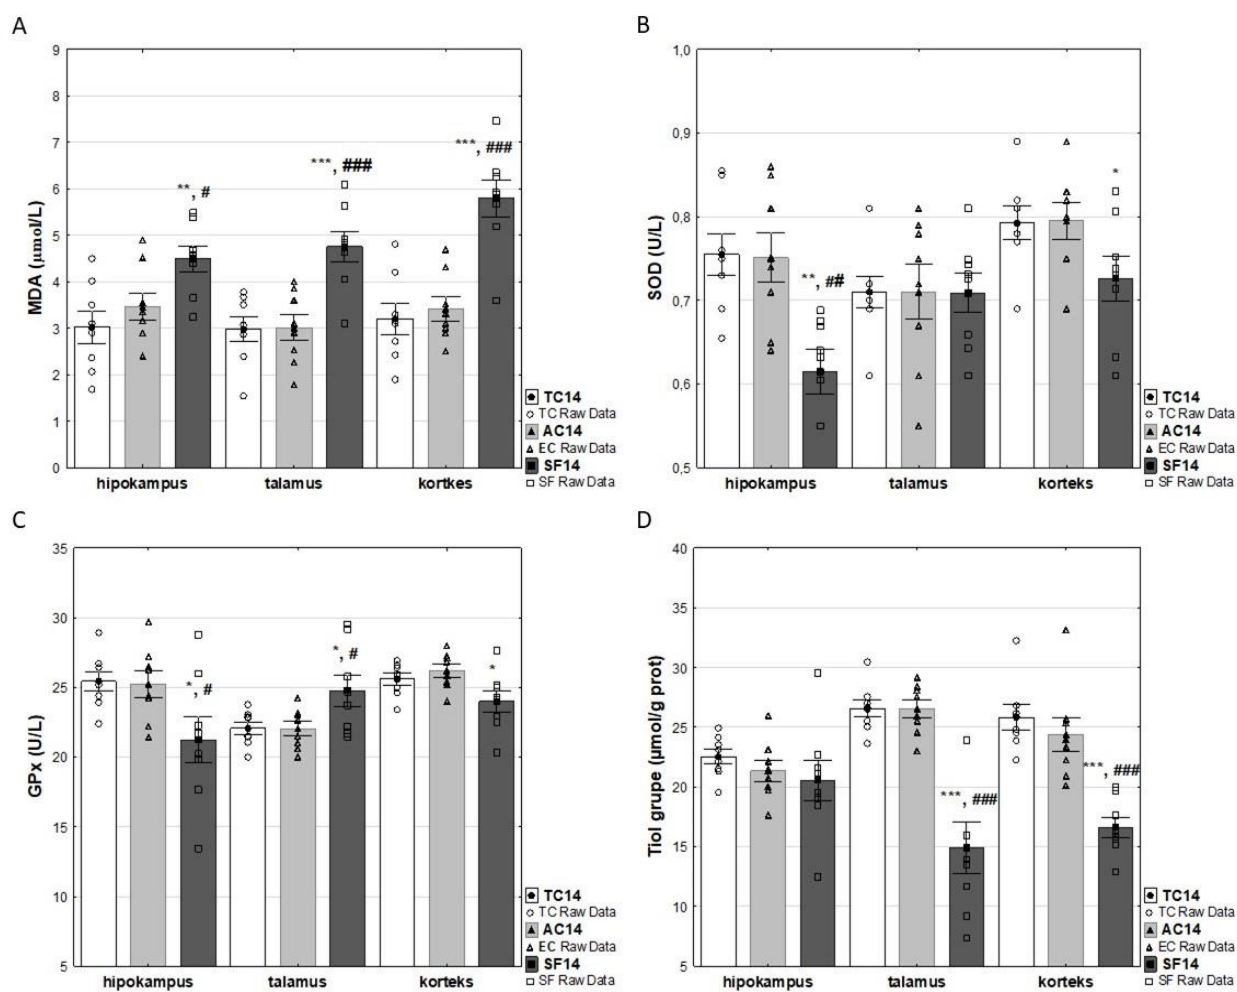 A
MDA (µmol/L)
9
8
7
6
5
4
3
2
1
0
**, #
***, ###
***, ###
hipokampus
talamus
kortkes
TC14
TC Raw Data
AC14
EC Raw Data
SF14
SF Raw Data
B
SOD (U/L)
1,0
0,9
0,8
0,7
0,6
0,5
**, ##
*
hipokampus
talamus
korteks
TC14
TC Raw Data
AC14
EC Raw Data
SF14
SF Raw Data
C
GPx (U/L)
35
30
25
20
15
10
5
*, #
*, #
*
hipokampus
talamus
korteks
TC14
TC Raw Data
AC14
EC Raw Data
SF14
SF Raw Data
D
Tiol grupe (µmol/g prot)
40
35
30
25
20
15
10
5
***, ###
***, ###
hipokampus
talamus
korteks
TC14
TC Raw Data
AC14
EC Raw Data
SF14
SF Raw Data